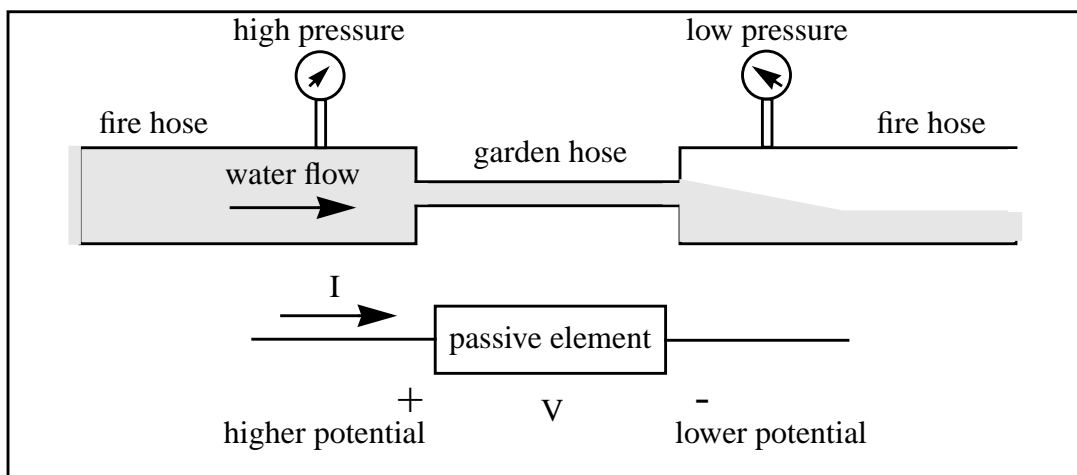 high pressure
low pressure
fire hose
fire hose
garden hose
water flow
I
passive element
+
V
-
higher potential
lower potential